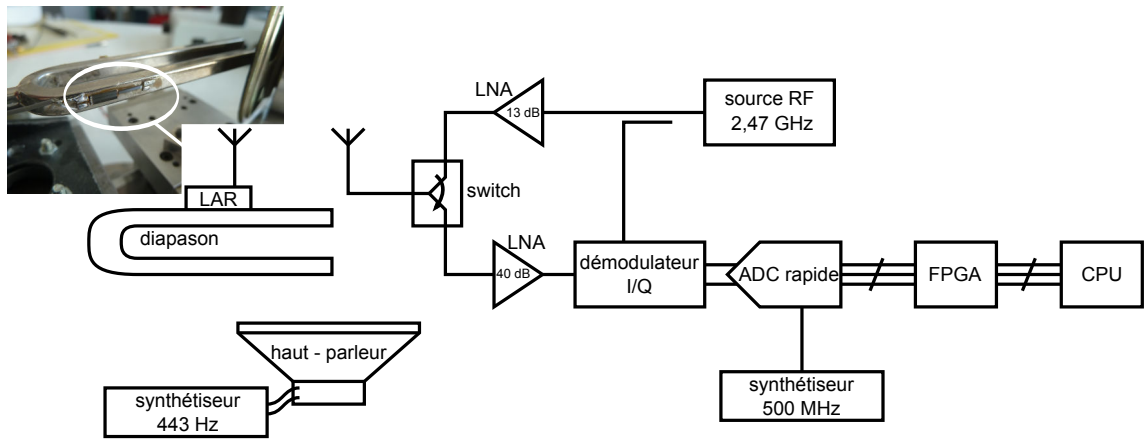 LNA
13 dB
source RF
2,47 GHz
switch
LAR
diapason
LNA
40 dB
démodulateur
I/Q
ADC rapide
FPGA
CPU
haut - parleur
synthétiseur
443 Hz
synthétiseur
500 MHz